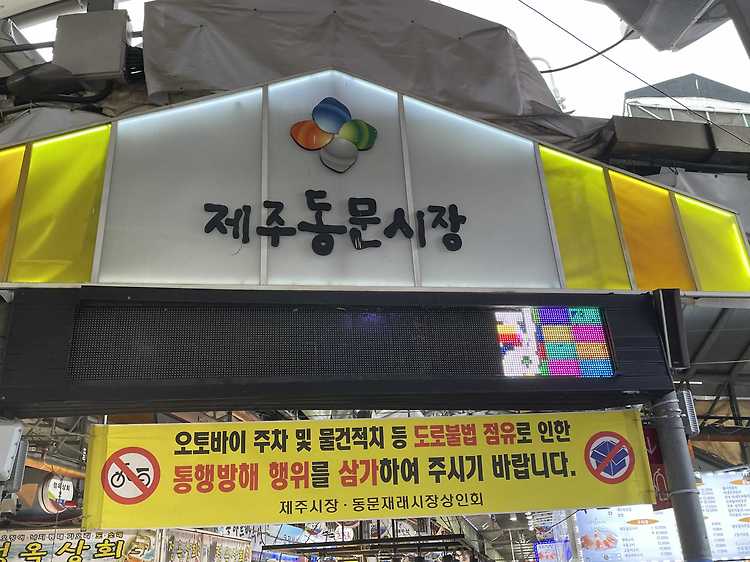 제주동문시장
오토바이 주차 및 물건적치 등 도로불법 점유로 인한
통행방해 행위를 삼가하여 주시기 바랍니다.
제주시장 · 동문재래시장상인회
옥상회